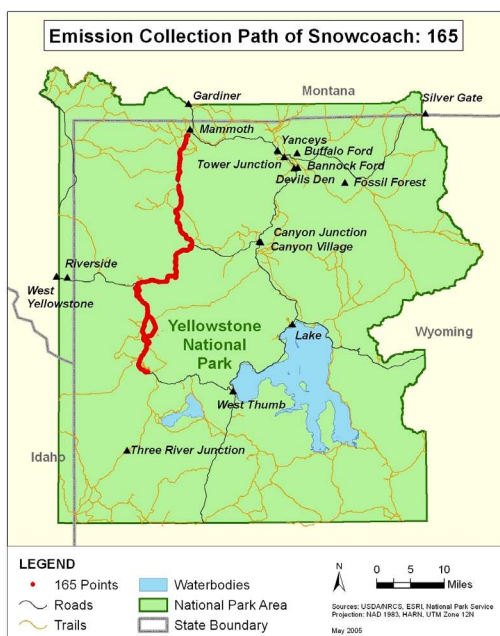 Emission Collection Path of Snowcoach: 165
Gardiner
Montana
Silver Gate
Mammoth
Yanceys
Buffalo Ford
Tower Junction
Bannock Ford
Devils Den
Fossil Forest
Canyon Junction
Canyon Village
Riverside
West
Yellowstone
Yellowstone
National
Park
Lake
Wyoming
West Thumb
Idaho
Three River Junction
LEGEND
165 Points
Roads
Trails
Waterbodies
National Park Area
State Boundary
N
0 5 10
Miles
Sources: USDA/NRCS, ESRI, National Park Service
Projection: NAD 1983, HARN, UTM Zone 12N
May 2005